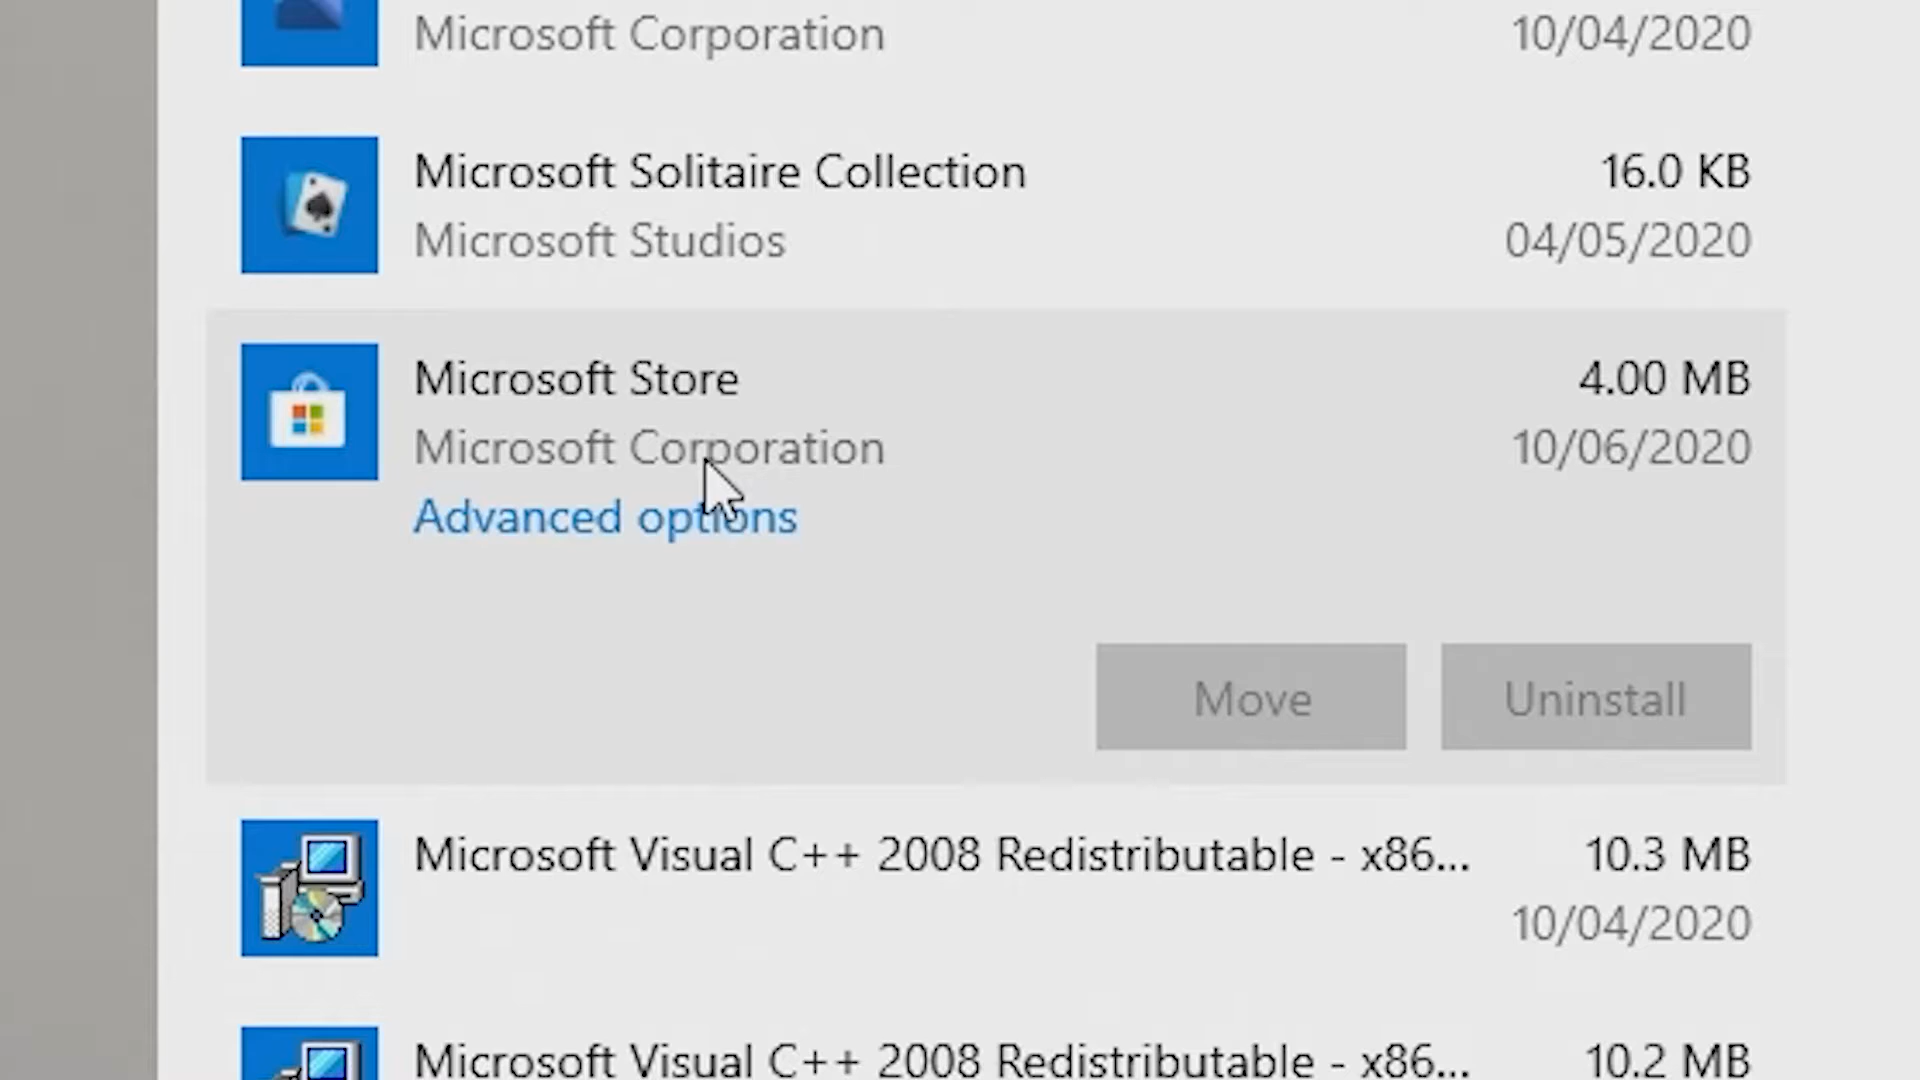 Microsoft Corporation 10/04/2020
Microsoft Solitaire Collection 16.0 KB
Microsoft Studios 04/05/2020
Microsoft Store 4.00 MB
Microsoft Corporation 10/06/2020
Advanced options
Move Uninstall
Microsoft Visual C++ 2008 Redistributable - x86... 10.3 MB
10/04/2020
Microsoft Visual C++ 2008 Redistributable - x86... 10.2 MB